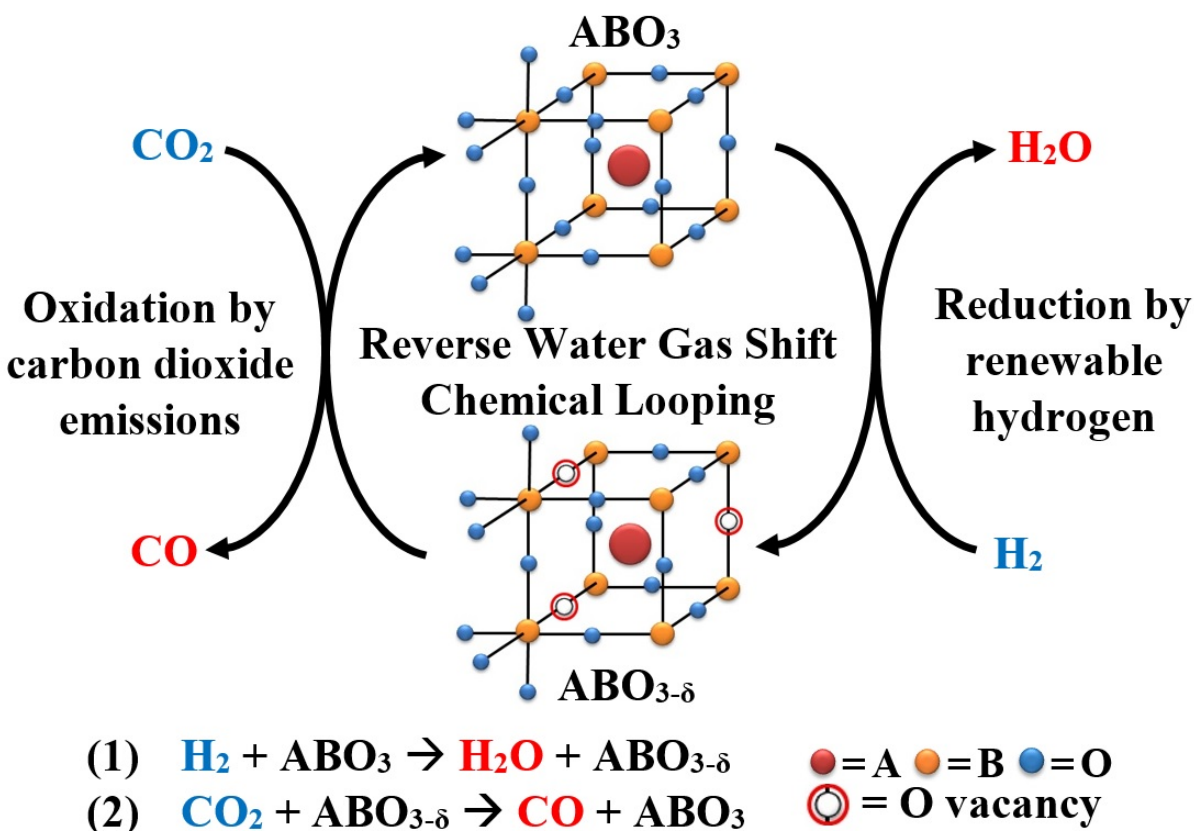 ABO₃
CO₂
H₂O
Oxidation by
carbon dioxide
emissions
Reverse Water Gas Shift
Chemical Looping
Reduction by
renewable
hydrogen
CO
H₂
ABO₃₋δ
(1) H₂ + ABO₃ → H₂O + ABO₃₋δ
(2) CO₂ + ABO₃₋δ → CO + ABO₃
= A = B = O
= O vacancy